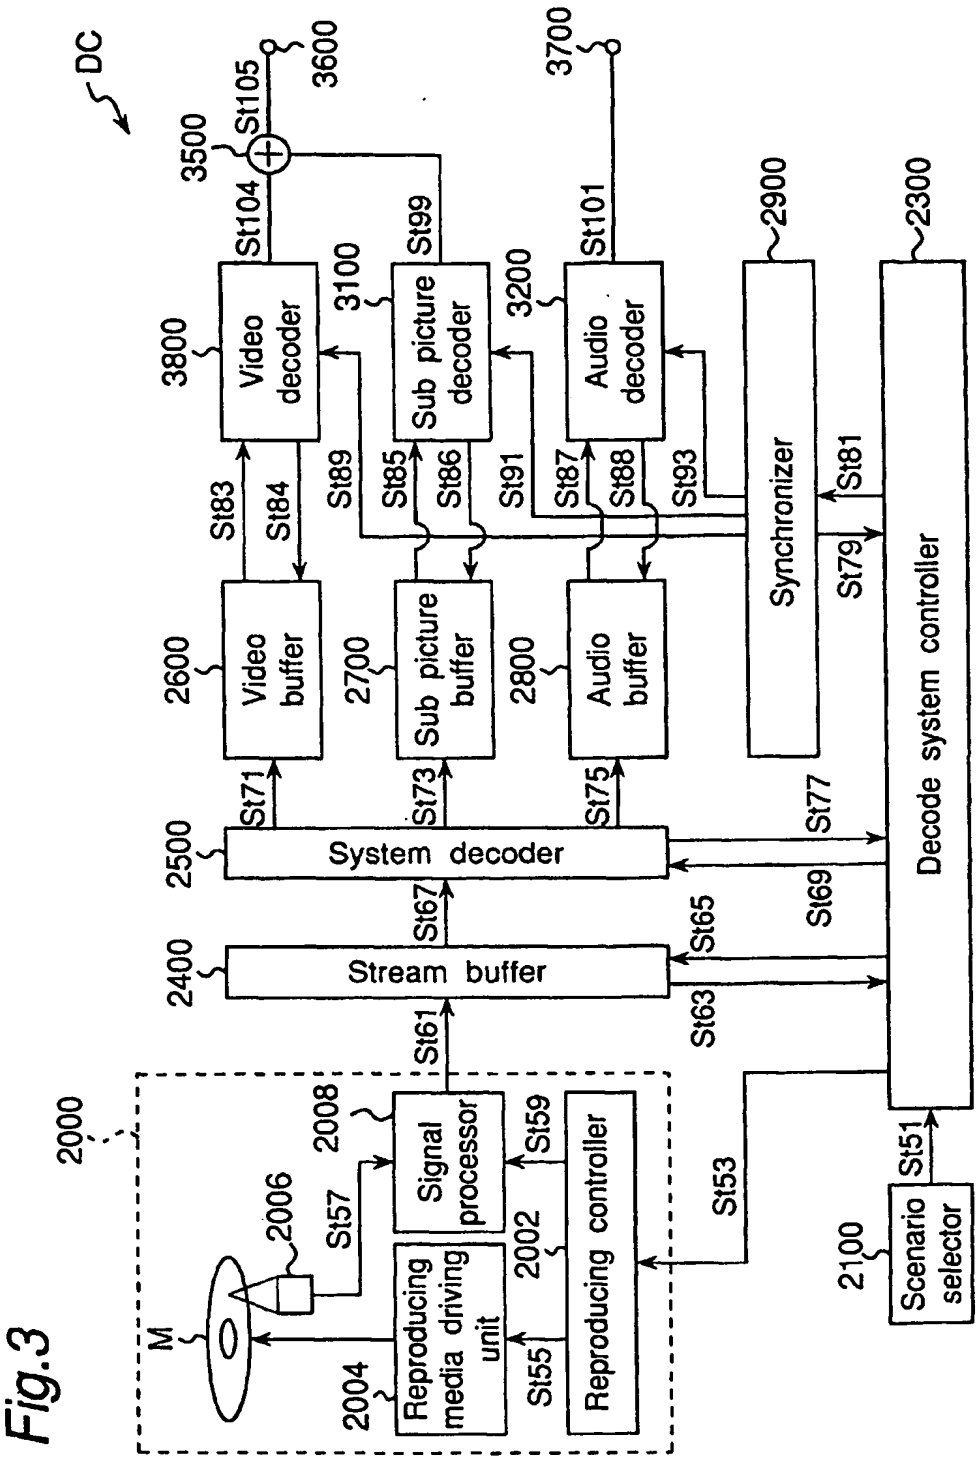 Fig.3
DC
2000
M
2006
St57
2004
Reproducing
media driving
unit
2008
Signal
processor
St55
2002
St59
Reproducing controller
St53
2100
Scenario
selector
St51
2400
Stream buffer
St61
St63
St65
2500
System decoder
St67
St69
St77
2600
Video
buffer
St71
2700
Sub picture
buffer
St73
2800
Audio
buffer
St75
St83
St84
St89
St85
St86
St91
St87
St88
St93
3800
Video
decoder
3100
Sub picture
decoder
3200
Audio
decoder
St104
3500
St105
3600
St99
St101
3700
2900
Synchronizer
St79
St81
2300
Decode system controller